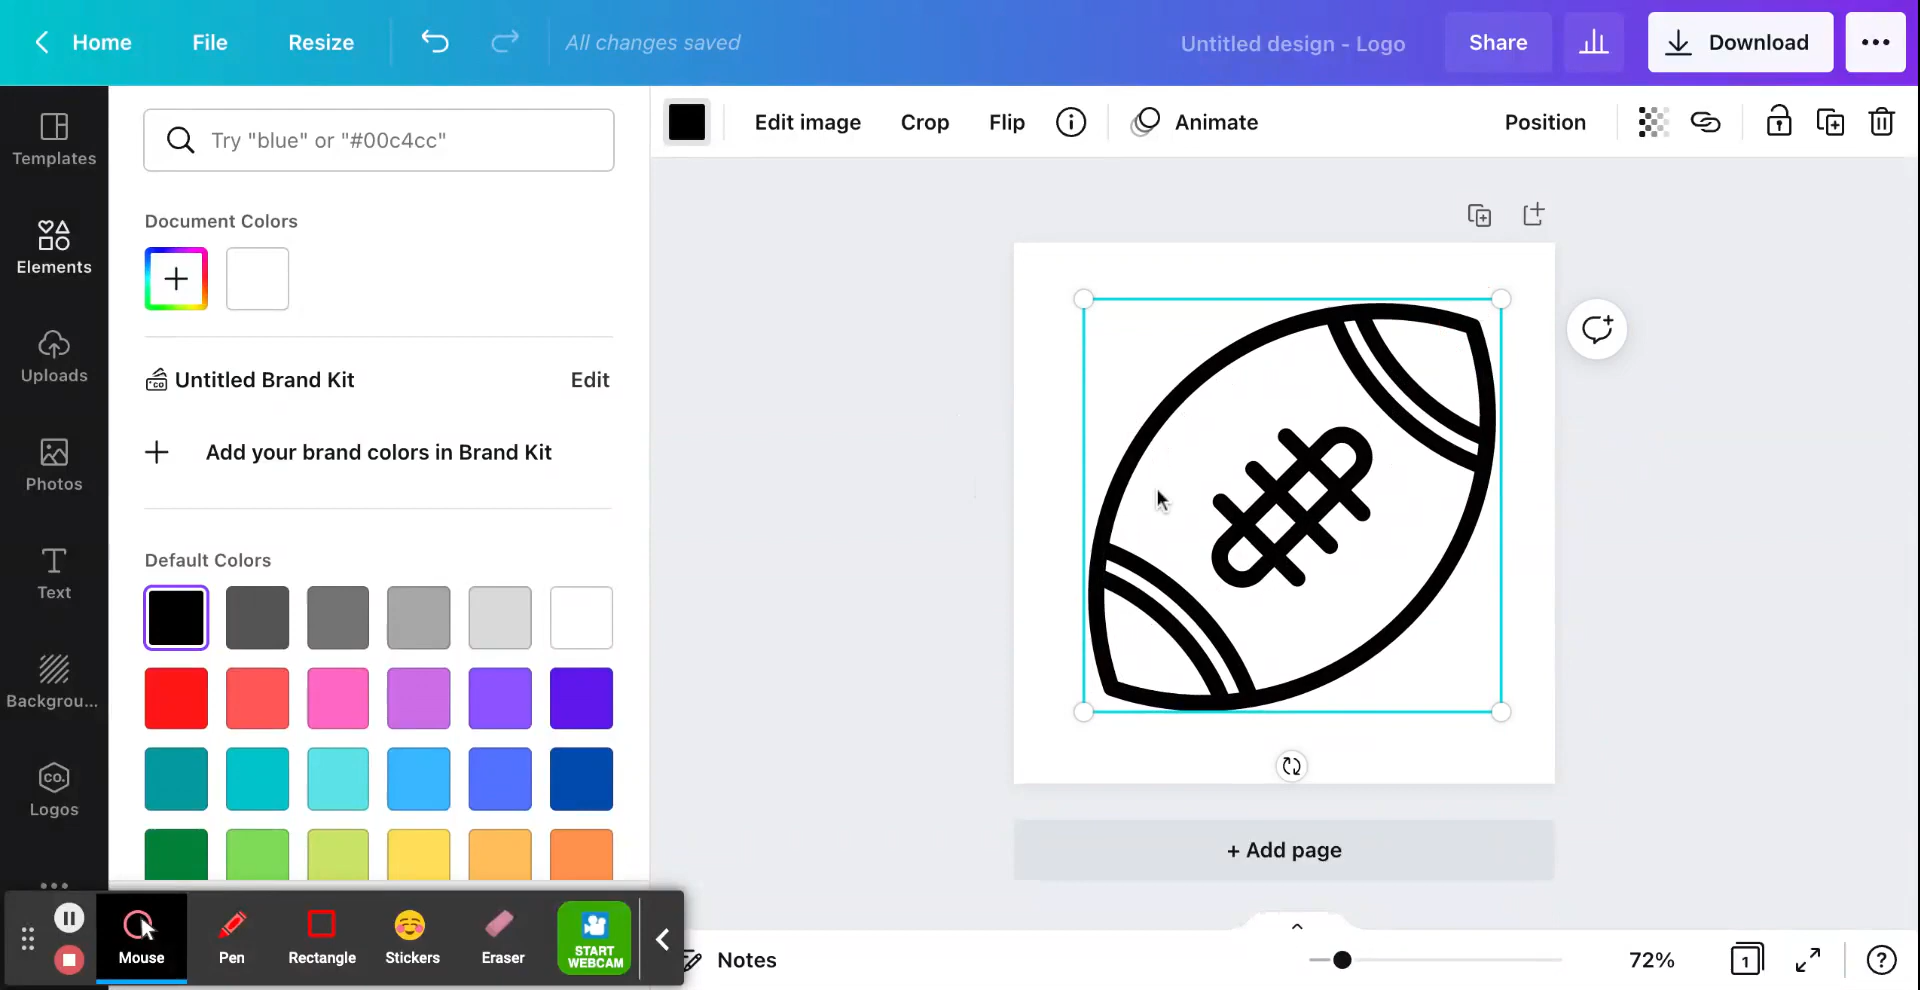 Home File Resize All changes saved Untitled design - Logo Share Download
Edit image Crop Flip Animate Position
Templates
Elements
Uploads
Photos
Text
Backgrou...
co.
Logos
Try "blue" or "#00c4cc"
Document Colors
co Untitled Brand Kit Edit
Add your brand colors in Brand Kit
Default Colors
+ Add page
Mouse Pen Rectangle Stickers Eraser START
WEBCAM
Notes 72% 1 ?